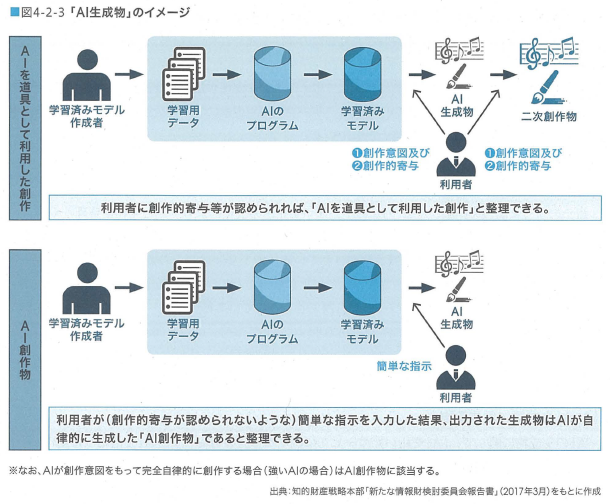 ■図4-2-3 「AI生成物」のイメージ
AIを道具として利用した創作
学習済みモデル
作成者
学習用
データ
AIの
プログラム
学習済み
モデル
AI
生成物
二次創作物
❶創作意図及び
❷創作的寄与
❶創作意図及び
❷創作的寄与
利用者
利用者に創作的寄与等が認められれば、「AIを道具として利用した創作」と整理できる。
AI創作物
学習済みモデル
作成者
学習用
データ
AIの
プログラム
学習済み
モデル
AI
生成物
簡単な指示
利用者
利用者が(創作的寄与が認められないような)簡単な指示を入力した結果、出力された生成物はAIが自
律的に生成した「AI創作物」であると整理できる。
※なお、AIが創作意図をもって完全自律的に創作する場合(強いAIの場合)はAI創作物に該当する。
出典:知的財産戦略本部「新たな情報財検討委員会報告書」(2017年3月)をもとに作成